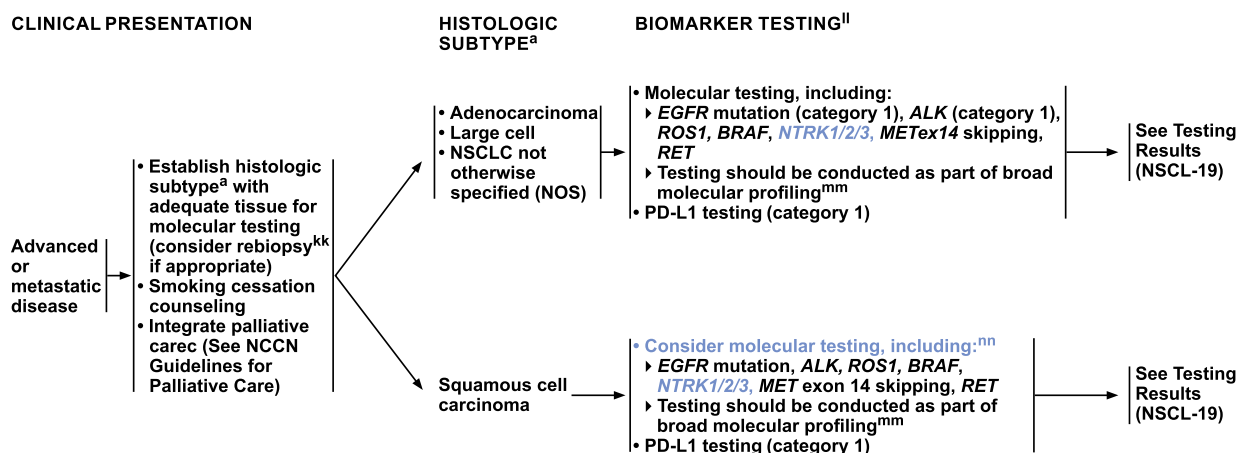 CLINICAL PRESENTATION
HISTOLOGIC
SUBTYPEa
BIOMARKER TESTINGll
Advanced
or
metastatic
disease
• Establish histologic
subtypea with
adequate tissue for
molecular testing
(consider rebiopsykk
if appropriate)
• Smoking cessation
counseling
• Integrate palliative
carec (See NCCN
Guidelines for
Palliative Care)
• Adenocarcinoma
• Large cell
• NSCLC not
otherwise
specified (NOS)
• Molecular testing, including:
EGFR mutation (category 1), ALK (category 1),
ROS1, BRAF, NTRK1/2/3, METex14 skipping,
RET
Testing should be conducted as part of broad
molecular profilingmm
• PD-L1 testing (category 1)
See Testing
Results
(NSCL-19)
Squamous cell
carcinoma
• Consider molecular testing, including:nn
EGFR mutation, ALK, ROS1, BRAF,
NTRK1/2/3, MET exon 14 skipping, RET
Testing should be conducted as part of
broad molecular profilingmm
• PD-L1 testing (category 1)
See Testing
Results
(NSCL-19)